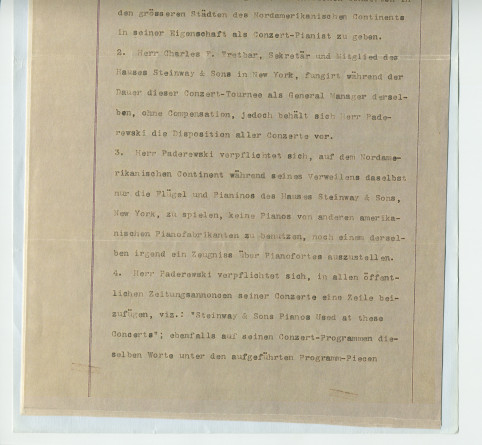 den grösseren Städten des Nordamerikanischen Continents
in seiner Eigenschaft als Conzert-Pianist zu geben.
2. Herr Charles F. Tretbar, Sekretär und Mitglied des
Hauses Steinway & Sons in New York, fungirt während der
Dauer dieser Conzert-Tournee als General Manager dersel-
ben, ohne Compensation, jedoch behält sich Herr Pade-
rewski die Disposition aller Conzerte vor.
3. Herr Paderewski verpflichtet sich, auf dem Nordame-
rikanischen Continent während seines Verweilens daselbst
nur die Flügel und Pianinos des Hauses Steinway & Sons,
New York, zu spielen, keine Pianos von anderen amerika-
nischen Pianofabrikanten zu benutzen, noch einem dersel-
ben irgend ein Zeugniss über Pianofortes auszustellen.
4. Herr Paderewski verpflichtet sich, in allen öffent-
lichen Zeitungsannoncen seiner Conzerte eine Zeile bei-
zufügen, viz.: "Steinway & Sons Pianos Used at these
Concerts"; ebenfalls auf seinen Conzert-Programmen die-
selben Worte unter den aufgeführten Programm-Piecen